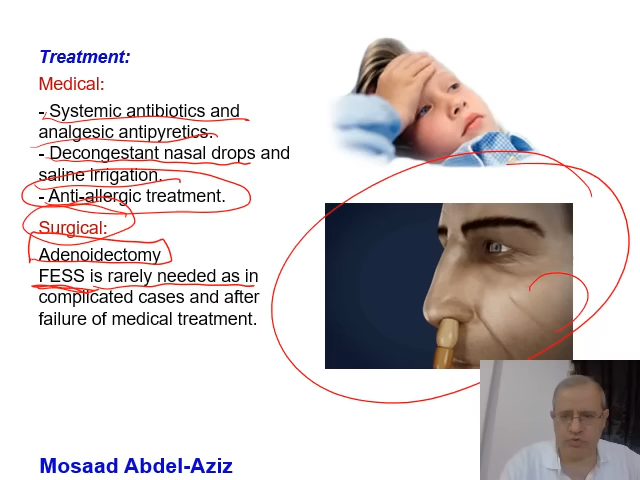 Treatment:
Medical:
- Systemic antibiotics and
analgesic antipyretics.
- Decongestant nasal drops and
saline irrigation.
- Anti-allergic treatment.
Surgical:
Adenoidectomy
FESS is rarely needed as in
complicated cases and after
failure of medical treatment.
Mosaad Abdel-Aziz